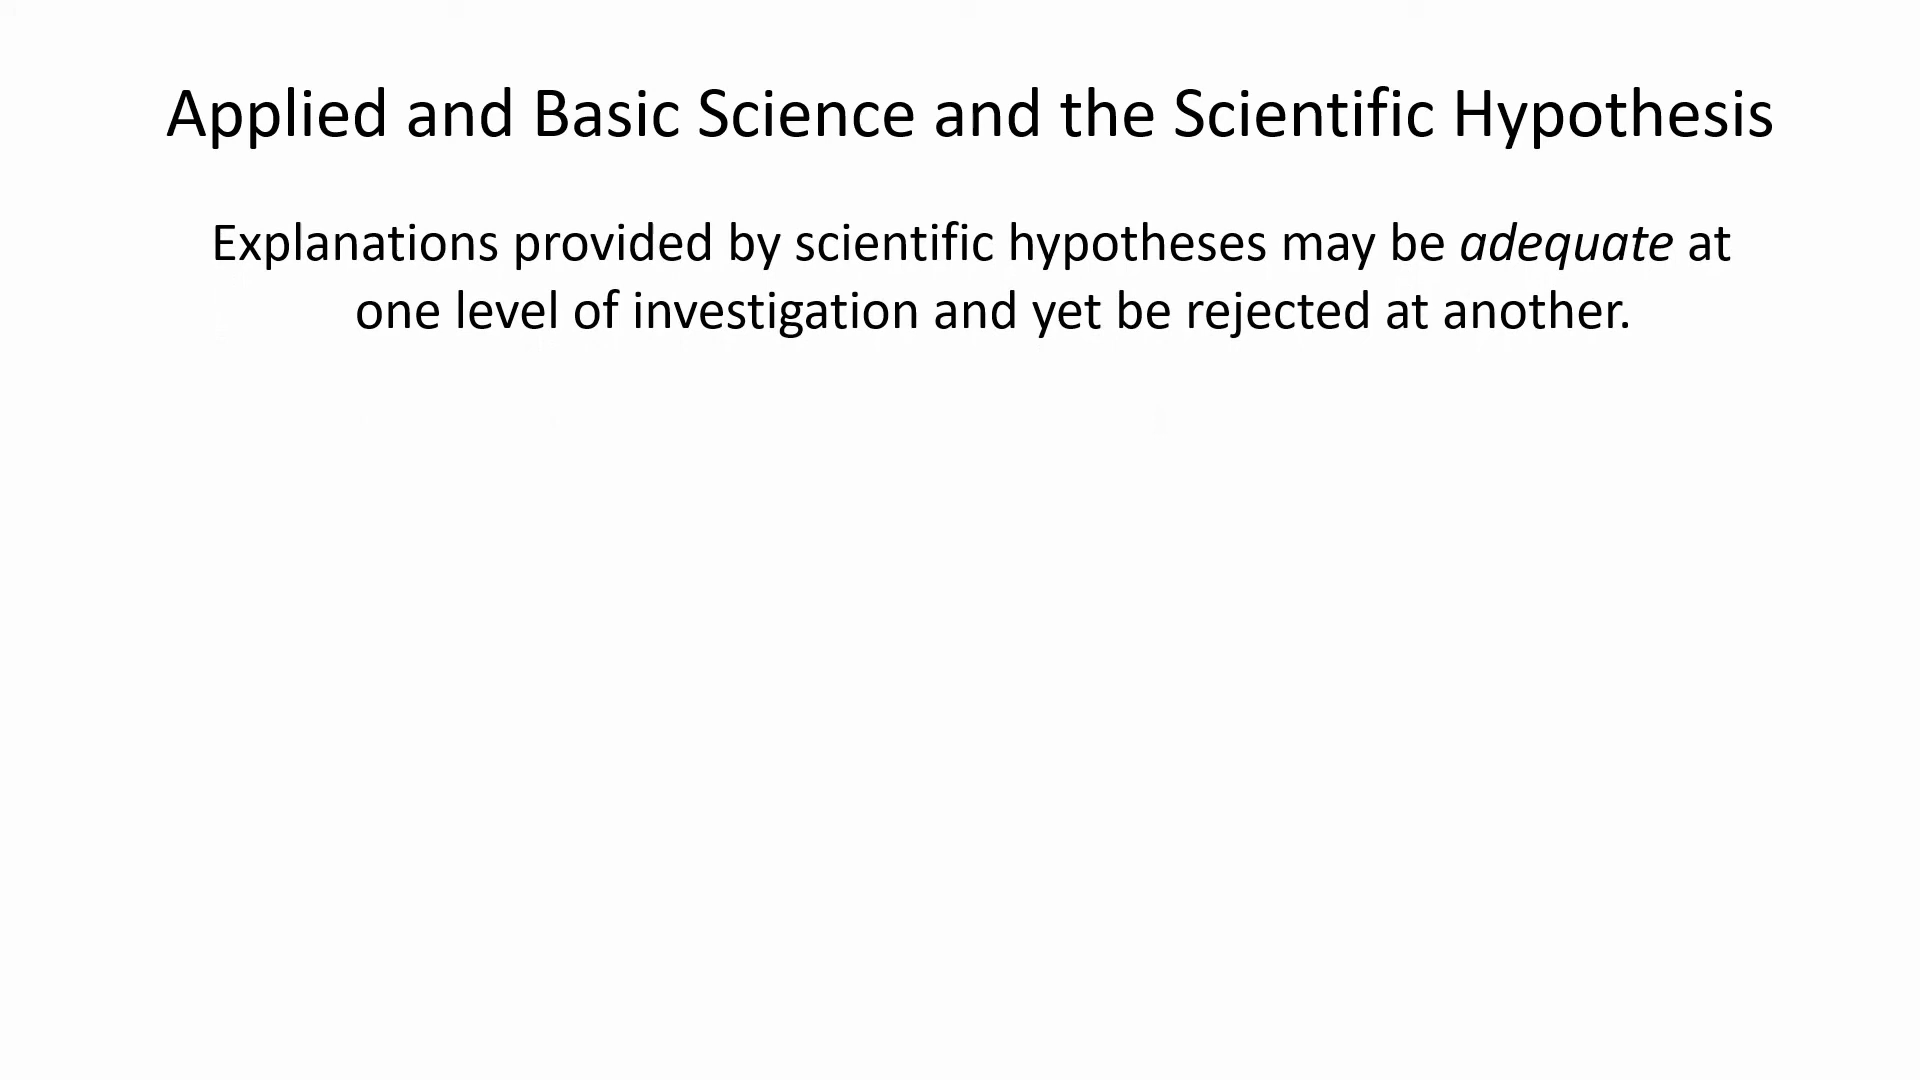 Applied and Basic Science and the Scientific Hypothesis
Explanations provided by scientific hypotheses may be adequate at
one level of investigation and yet be rejected at another.